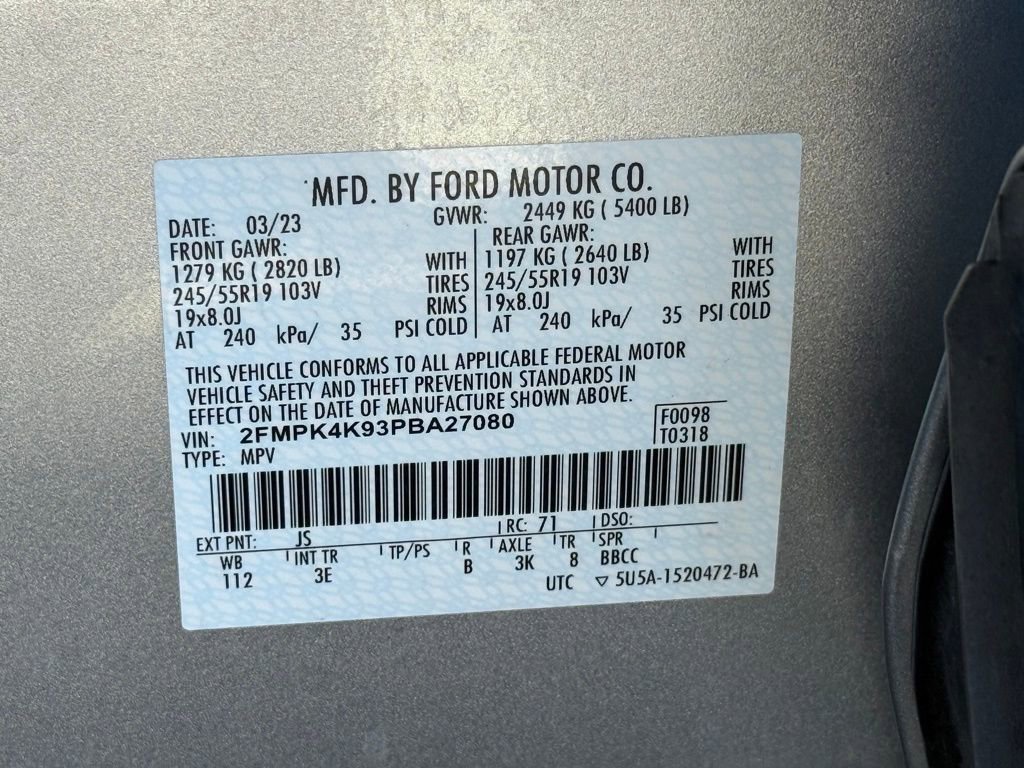 MFD. BY FORD MOTOR CO.
DATE: 03/23 GVWR: 2449 KG ( 5400 LB)
FRONT GAWR: REAR GAWR:
1279 KG ( 2820 LB) WITH 1197 KG ( 2640 LB) WITH
245/55R19 103V TIRES 245/55R19 103V TIRES
19x8.0J RIMS 19x8.0J RIMS
AT 240 kPa/ 35 PSI COLD AT 240 kPa/ 35 PSI COLD
THIS VEHICLE CONFORMS TO ALL APPLICABLE FEDERAL MOTOR
VEHICLE SAFETY AND THEFT PREVENTION STANDARDS IN
EFFECT ON THE DATE OF MANUFACTURE SHOWN ABOVE.
VIN: 2FMPK4K93PBA27080 F0098
TYPE: MPV T0318
EXT PNT: JS RC: 71 DSO:
WB INT TR TP/PS R AXLE TR SPR
112 3E B 3K 8 BBCC
UTC ▽ 5U5A-1520472-BA